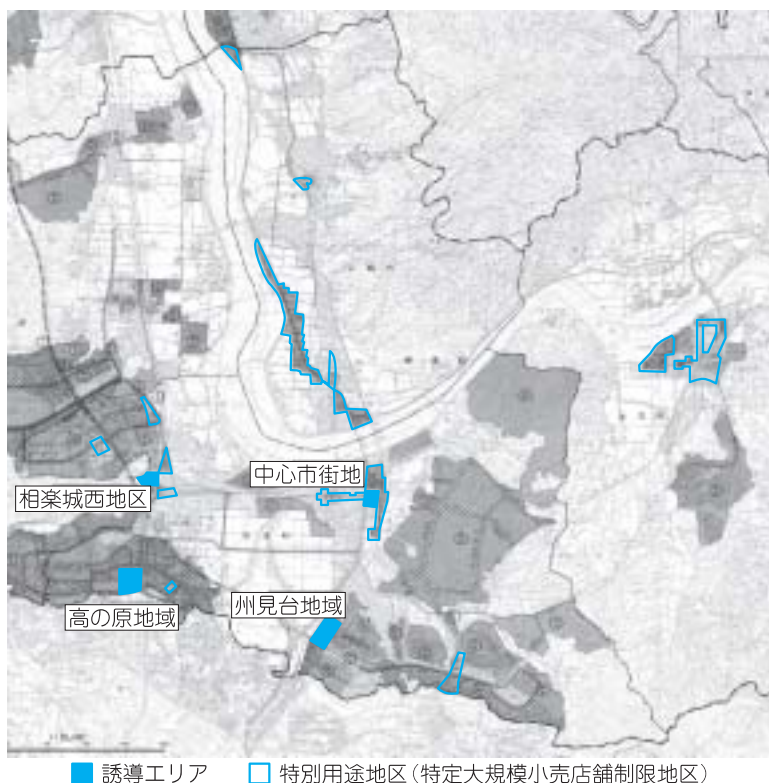 中心市街地
相楽城西地区
州見台地域
高の原地域
誘導エリア
特別用途地区(特定大規模小売店舗制限地区)